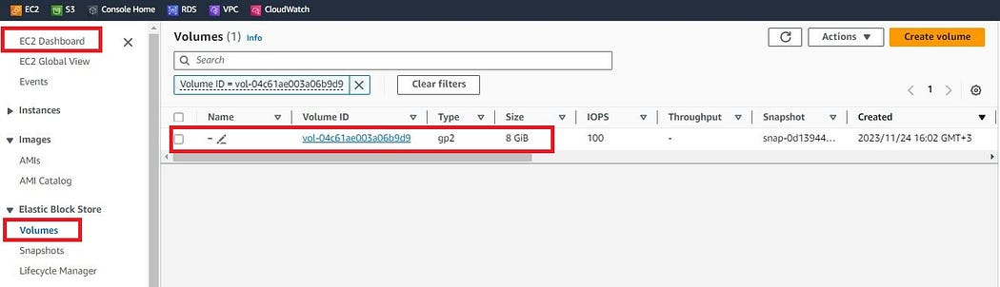 EC2 S3 Console Home RDS VPC CloudWatch
EC2 Dashboard
EC2 Global View
Events
Instances
Images
AMIs
AMI Catalog
Elastic Block Store
Volumes
Snapshots
Lifecycle Manager
Volumes (1) Info
Actions
Create volume
Search
Volume ID = vol-04c61ae003a06b9d9
Clear filters
1
Name Volume ID Type Size IOPS Throughput Snapshot Created
– vol-04c61ae003a06b9d9 gp2 8 GiB 100 - snap-0d13944... 2023/11/24 16:02 GMT+3